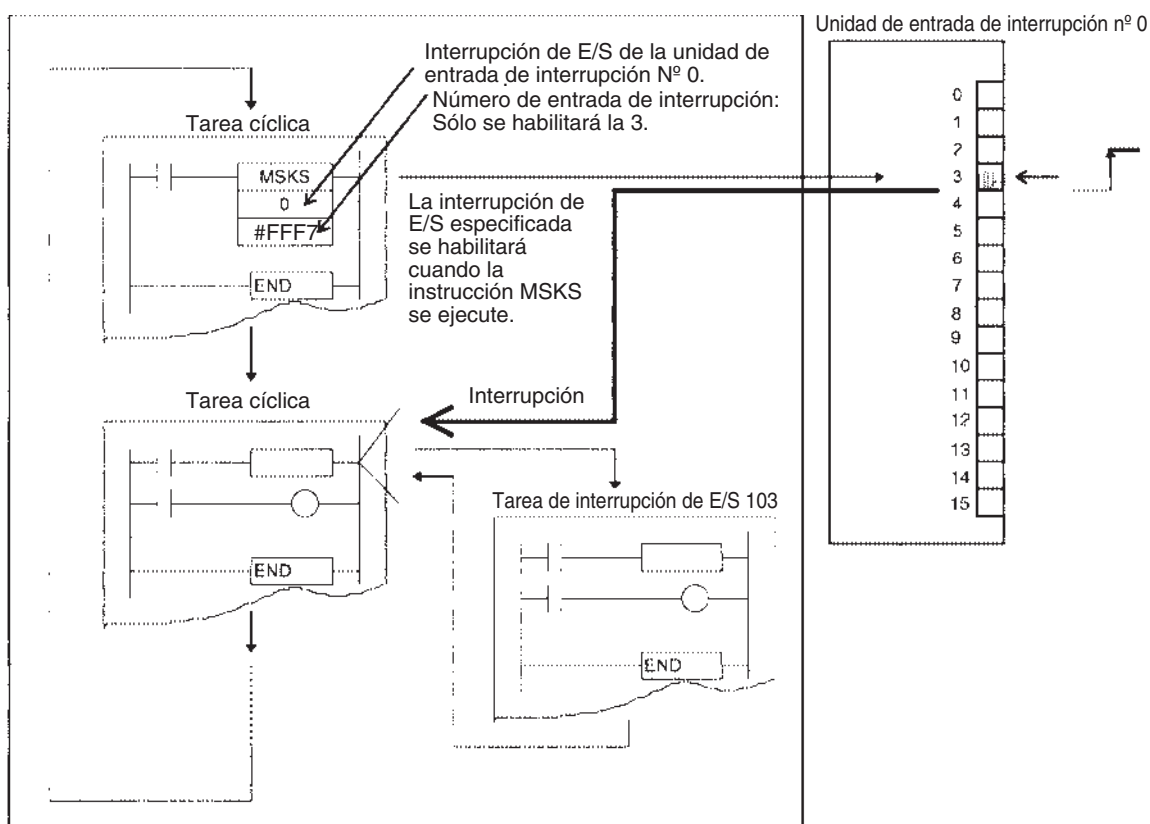 Unidad de entrada de interrupción nº 0
Interrupción de E/S de la unidad de
entrada de interrupción Nº 0.
Número de entrada de interrupción:
Sólo se habilitará la 3.
Tarea cíclica
MSKS
0
#FFF7
END
La interrupción de
E/S especificada
se habilitará
cuando la
instrucción MSKS
se ejecute.
0
1
2
3
4
5
6
7
8
9
10
11
12
13
14
15
Tarea cíclica
Interrupción
END
Tarea de interrupción de E/S 103
END